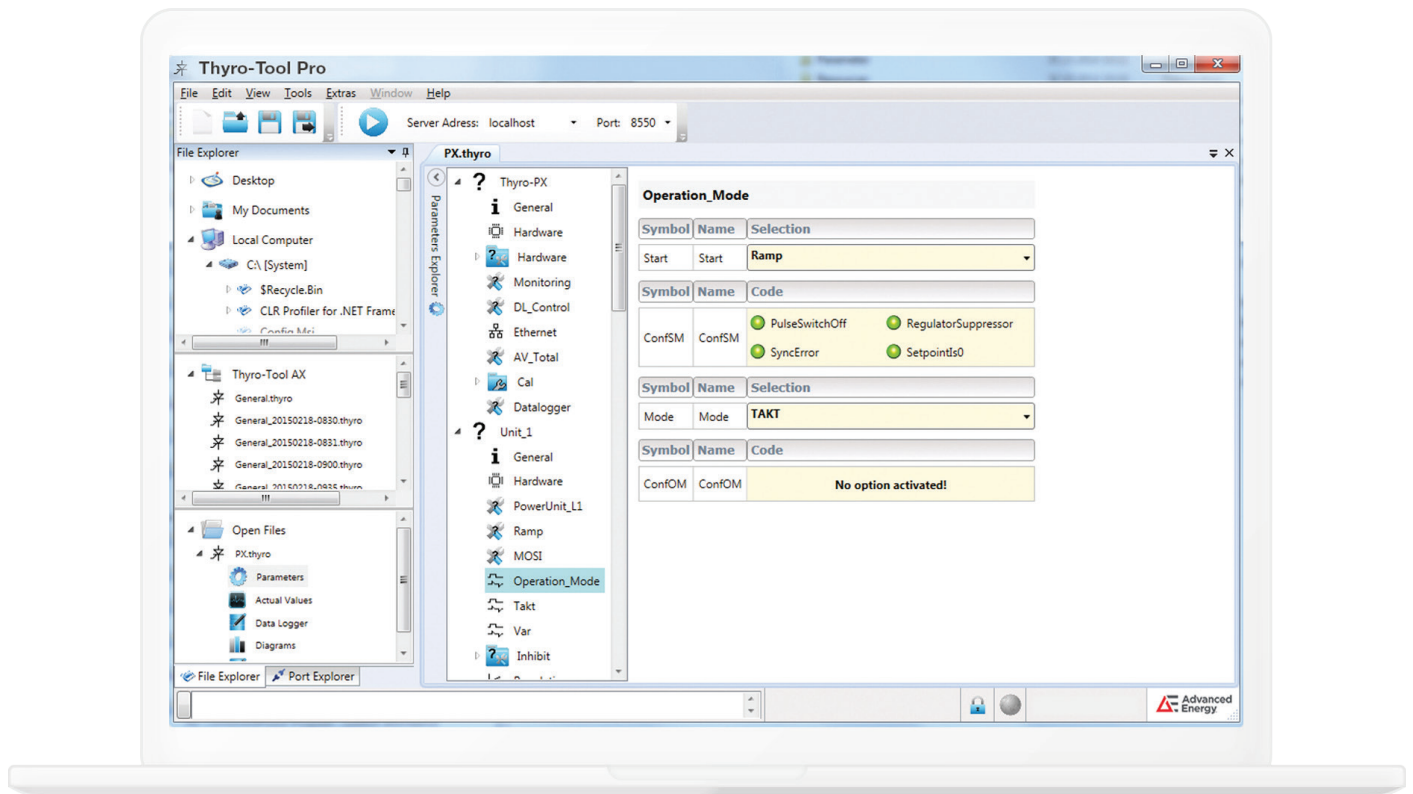 Thyro-Tool Pro
File Edit View Tools Extras Window Help
Server Adress: localhost Port: 8550
File Explorer
Desktop
My Documents
Local Computer
C:\ [System]
$Recycle.Bin
CLR Profiler for .NET Frame
Config.Msi
Thyro-Tool AX
General.thyro
General_20150218-0830.thyro
General_20150218-0831.thyro
General_20150218-0900.thyro
General_20150218-0935.thyro
Open Files
PX.thyro
Parameters
Actual Values
Data Logger
Diagrams
File Explorer Port Explorer
PX.thyro
Parameters Explorer
Thyro-PX
General
Hardware
Hardware
Monitoring
DL_Control
Ethernet
AV_Total
Cal
Datalogger
Unit_1
General
Hardware
PowerUnit_L1
Ramp
MOSI
Operation_Mode
Takt
Var
Inhibit
Operation_Mode
Symbol Name Selection
Start Start Ramp
Symbol Name Code
ConfSM ConfSM PulseSwitchOff RegulatorSuppressor
SyncError SetpointIs0
Symbol Name Selection
Mode Mode TAKT
Symbol Name Code
ConfOM ConfOM No option activated!
Advanced
Energy